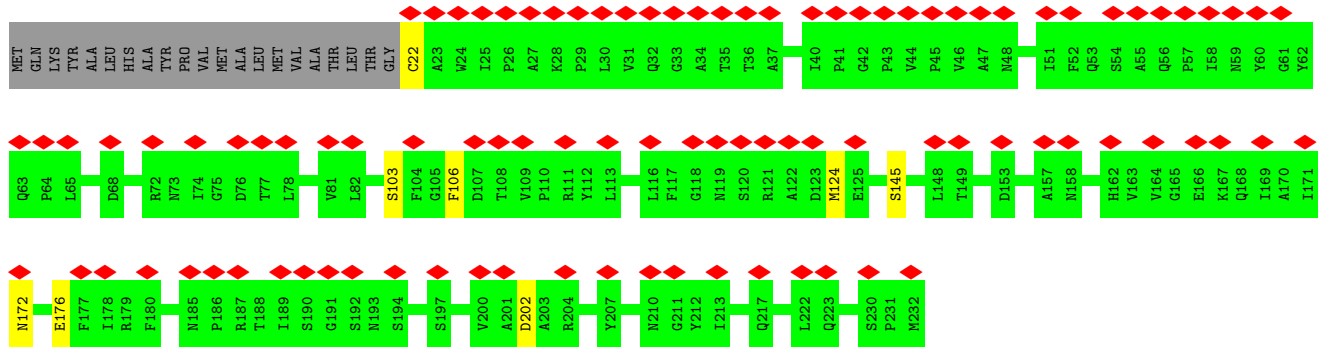 MET GLN LYS TYR ALA LEU HIS ALA TYR PRO VAL MET ALA LEU MET VAL ALA THR LEU THR GLY C22 A23 W24 I25 P26 A27 K28 P29 L30 V31 Q32 G33 A34 T35 T36 A37 I40 P41 G42 P43 V44 P45 V46 A47 N48 I51 F52 Q53 S54 A55 Q56 P57 I58 N59 Y60 G61 Y62
Q63 P64 L65 D68 R72 N73 I74 G75 D76 T77 L78 V81 L82 S103 F104 G105 F106 D107 T108 V109 P110 R111 Y112 L113 L116 F117 G118 N119 S120 R121 A122 D123 M124 E125 S145 L148 T149 D153 A157 N158 H162 V163 V164 G165 E166 K167 Q168 I169 A170 I171
N172 E176 F177 I178 R179 F180 N185 P186 R187 T188 I189 S190 G191 S192 N193 S194 S197 V200 A201 D202 A203 R204 Y207 N210 G211 Y212 I213 Q217 L222 Q223 S230 P231 M232